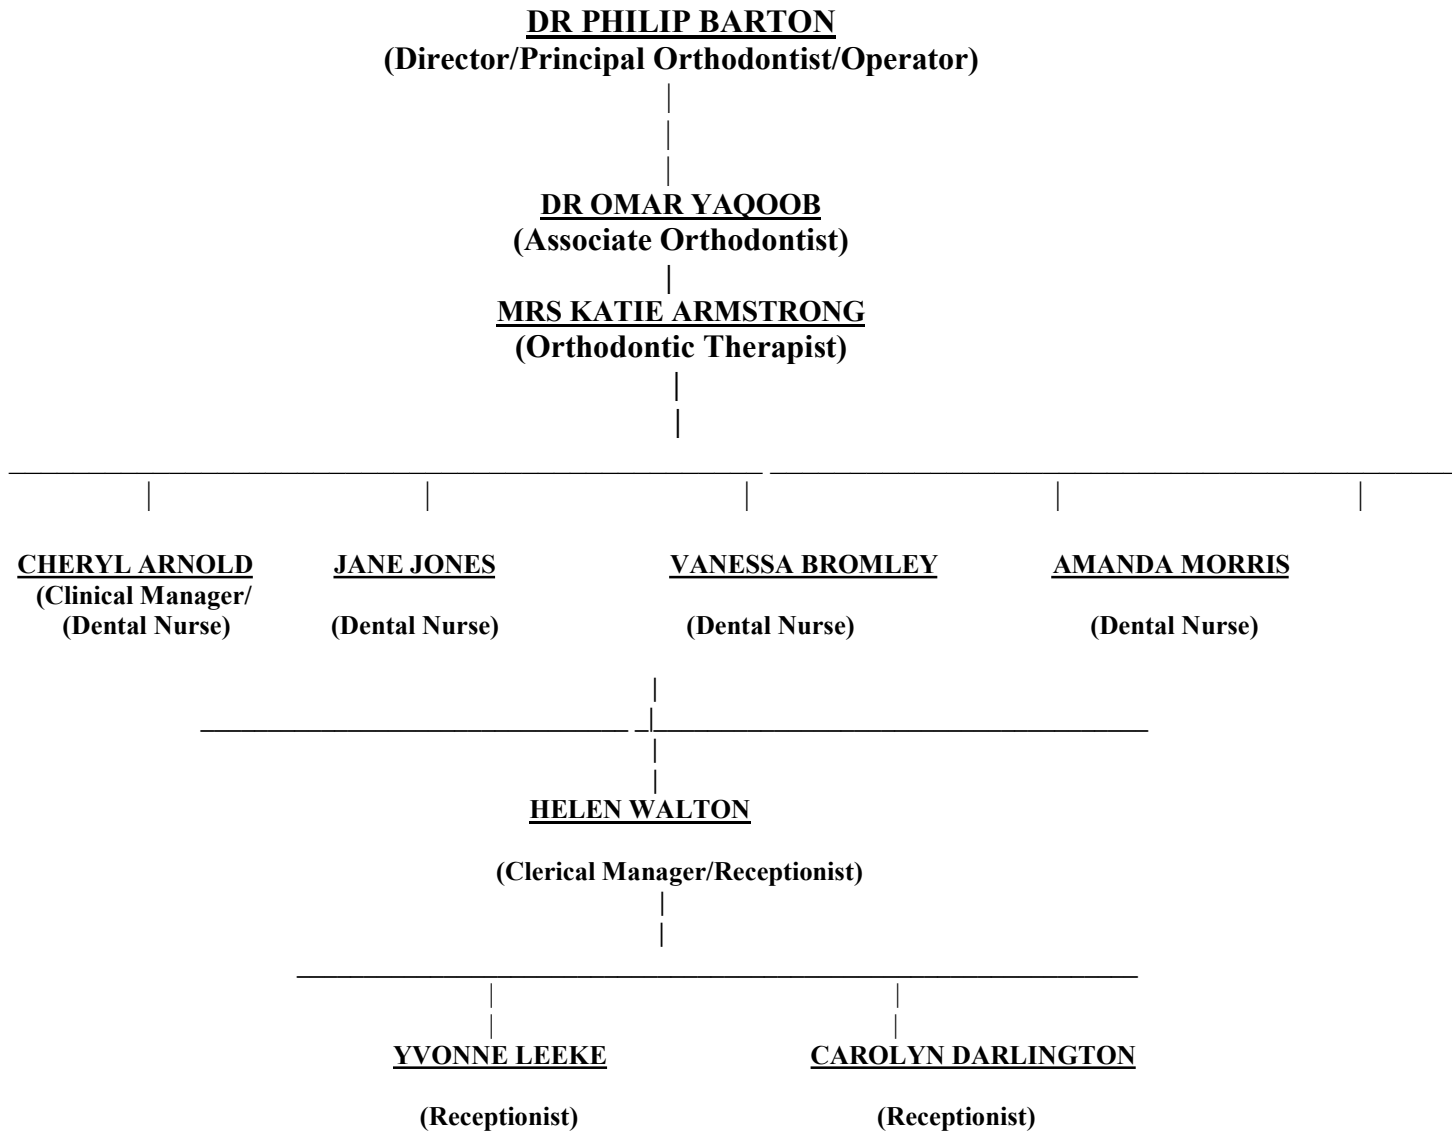 DR PHILIP BARTON
(Director/Principal Orthodontist/Operator)
DR OMAR YAQOOB
(Associate Orthodontist)
MRS KATIE ARMSTRONG
(Orthodontic Therapist)
CHERYL ARNOLD JANE JONES VANESSA BROMLEY AMANDA MORRIS
(Clinical Manager/
(Dental Nurse) (Dental Nurse) (Dental Nurse) (Dental Nurse)
HELEN WALTON
(Clerical Manager/Receptionist)
YVONNE LEEKE CAROLYN DARLINGTON
(Receptionist) (Receptionist)